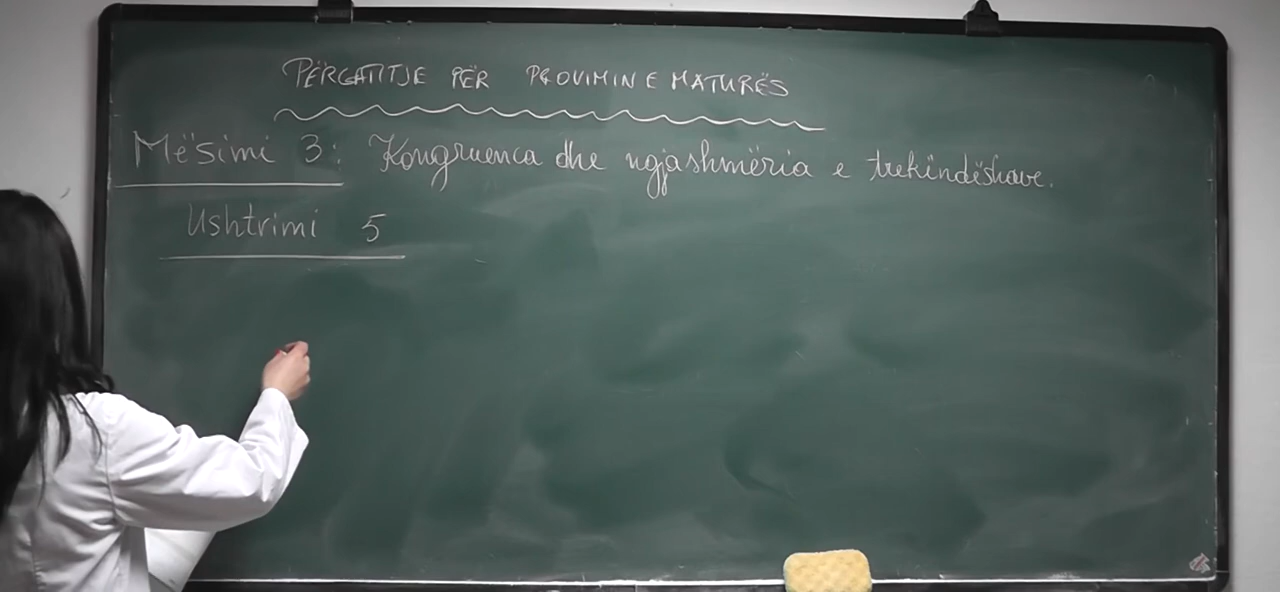 PËRGATITJE PËR PROVIMIN E MATURËS
Mësimi 3: Kongruenca dhe ngjashmëria e trekëndëshave.
Ushtrimi 5